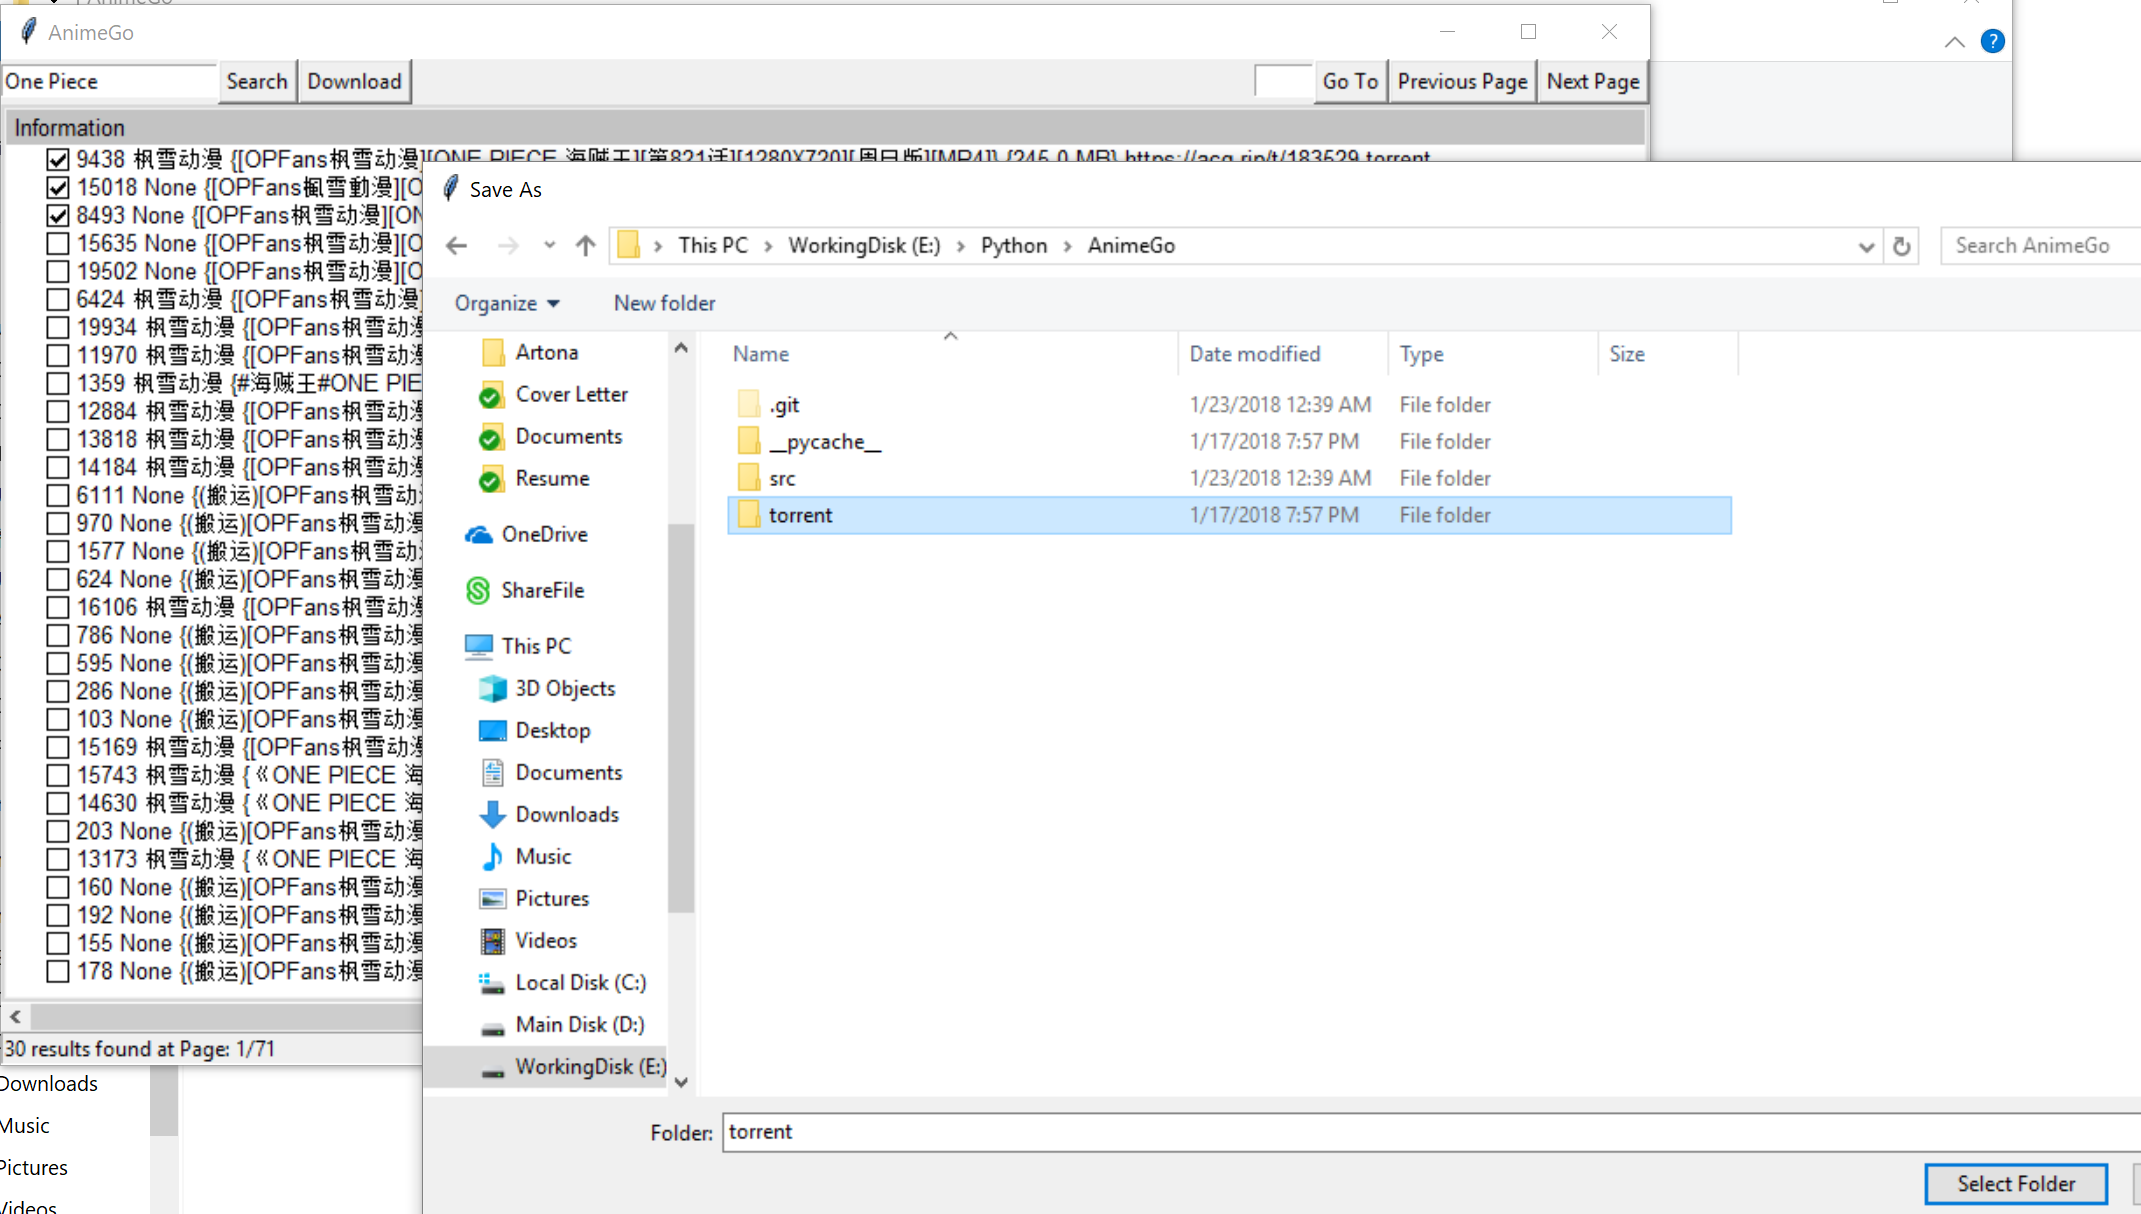 AnimeGo
?
One Piece Search Download Go To Previous Page Next Page
Information
9438 枫雪动漫 {[OPFans枫雪动漫][ONE PIECE 海贼王][第821话][1280X720][周日版][MP4]} {245.0 MB} https://acg.rip/t/183529.torrent
15018 None {[OPFans楓雪動漫][O
8493 None {[OPFans枫雪动漫][ON
15635 None {[OPFans枫雪动漫][O
19502 None {[OPFans枫雪动漫][O
6424 枫雪动漫 {[OPFans枫雪动漫]
19934 枫雪动漫 {[OPFans枫雪动漫
11970 枫雪动漫 {[OPFans枫雪动漫
1359 枫雪动漫 {#海贼王#ONE PIE
12884 枫雪动漫 {[OPFans枫雪动漫
13818 枫雪动漫 {[OPFans枫雪动漫
14184 枫雪动漫 {[OPFans枫雪动漫
6111 None {(搬运)[OPFans枫雪动漫
970 None {(搬运)[OPFans枫雪动漫
1577 None {(搬运)[OPFans枫雪动
624 None {(搬运)[OPFans枫雪动漫
16106 枫雪动漫 {[OPFans枫雪动漫
786 None {(搬运)[OPFans枫雪动漫
595 None {(搬运)[OPFans枫雪动漫
286 None {(搬运)[OPFans枫雪动漫
103 None {(搬运)[OPFans枫雪动漫
15169 枫雪动漫 {[OPFans枫雪动漫
15743 枫雪动漫 {《ONE PIECE 海
14630 枫雪动漫 {《ONE PIECE 海
203 None {(搬运)[OPFans枫雪动漫
13173 枫雪动漫 {《ONE PIECE 海
160 None {(搬运)[OPFans枫雪动漫
192 None {(搬运)[OPFans枫雪动漫
155 None {(搬运)[OPFans枫雪动漫
178 None {(搬运)[OPFans枫雪动漫
30 results found at Page: 1/71
Downloads
Music
Pictures
Videos
Save As
This PC > WorkingDisk (E:) > Python > AnimeGo
Search AnimeGo
Organize New folder
Artona
Cover Letter
Documents
Resume
OneDrive
ShareFile
This PC
3D Objects
Desktop
Documents
Downloads
Music
Pictures
Videos
Local Disk (C:)
Main Disk (D:)
WorkingDisk (E:)
Name Date modified Type Size
.git 1/23/2018 12:39 AM File folder
__pycache__ 1/17/2018 7:57 PM File folder
src 1/23/2018 12:39 AM File folder
torrent 1/17/2018 7:57 PM File folder
Folder: torrent
Select Folder